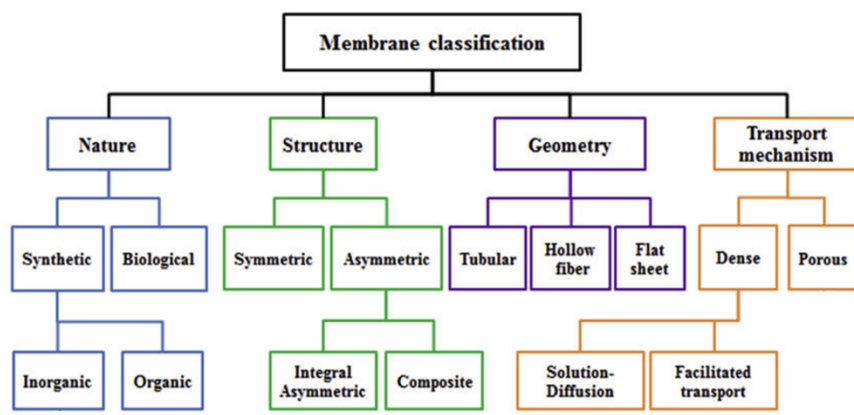 Membrane classification
Nature
Structure
Geometry
Transport
mechanism
Synthetic
Biological
Symmetric
Asymmetric
Tubular
Hollow
fiber
Flat
sheet
Dense
Porous
Inorganic
Organic
Integral
Asymmetric
Composite
Solution-
Diffusion
Facilitated
transport